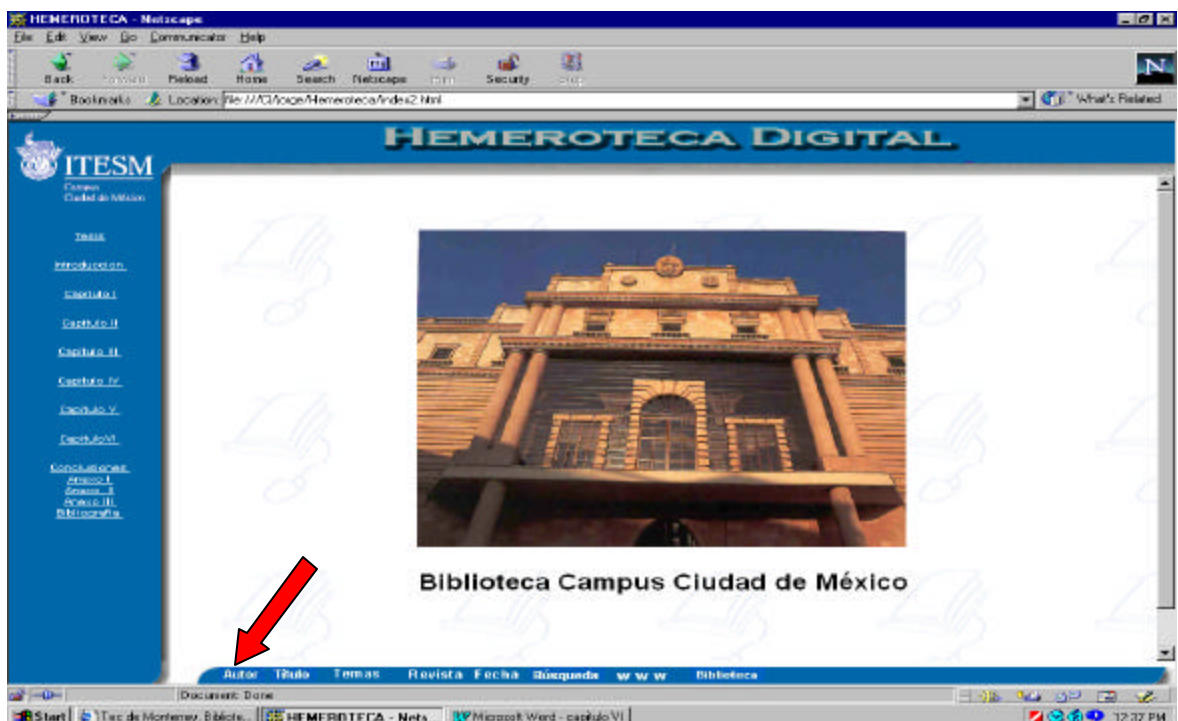 HEMEROTECA - Netscape
File Edit View Go Communicator Help
Back Forward Reload Home Search Netscape Print Security Stop
N
Bookmarks Location: file:///C|/Jorge/Hemeroteca/index2.html What's Related
HEMEROTECA DIGITAL
ITESM
Campus
Ciudad de México
Tesis
Introduccion
Capitulo I
Capitulo II
Capitulo III
Capitulo IV
Capitulo V
Capitulo VI
Conclusiones
Anexo I
Anexo II
Anexo III
Bibliografia
Biblioteca Campus Ciudad de México
Autor Título Temas Revista Fecha Búsqueda w w w Biblioteca
Document: Done
Start Tec de Monterrey, Bibliote... HEMEROTECA - Nets... Microsoft Word - capitulo VI 12:37 PM